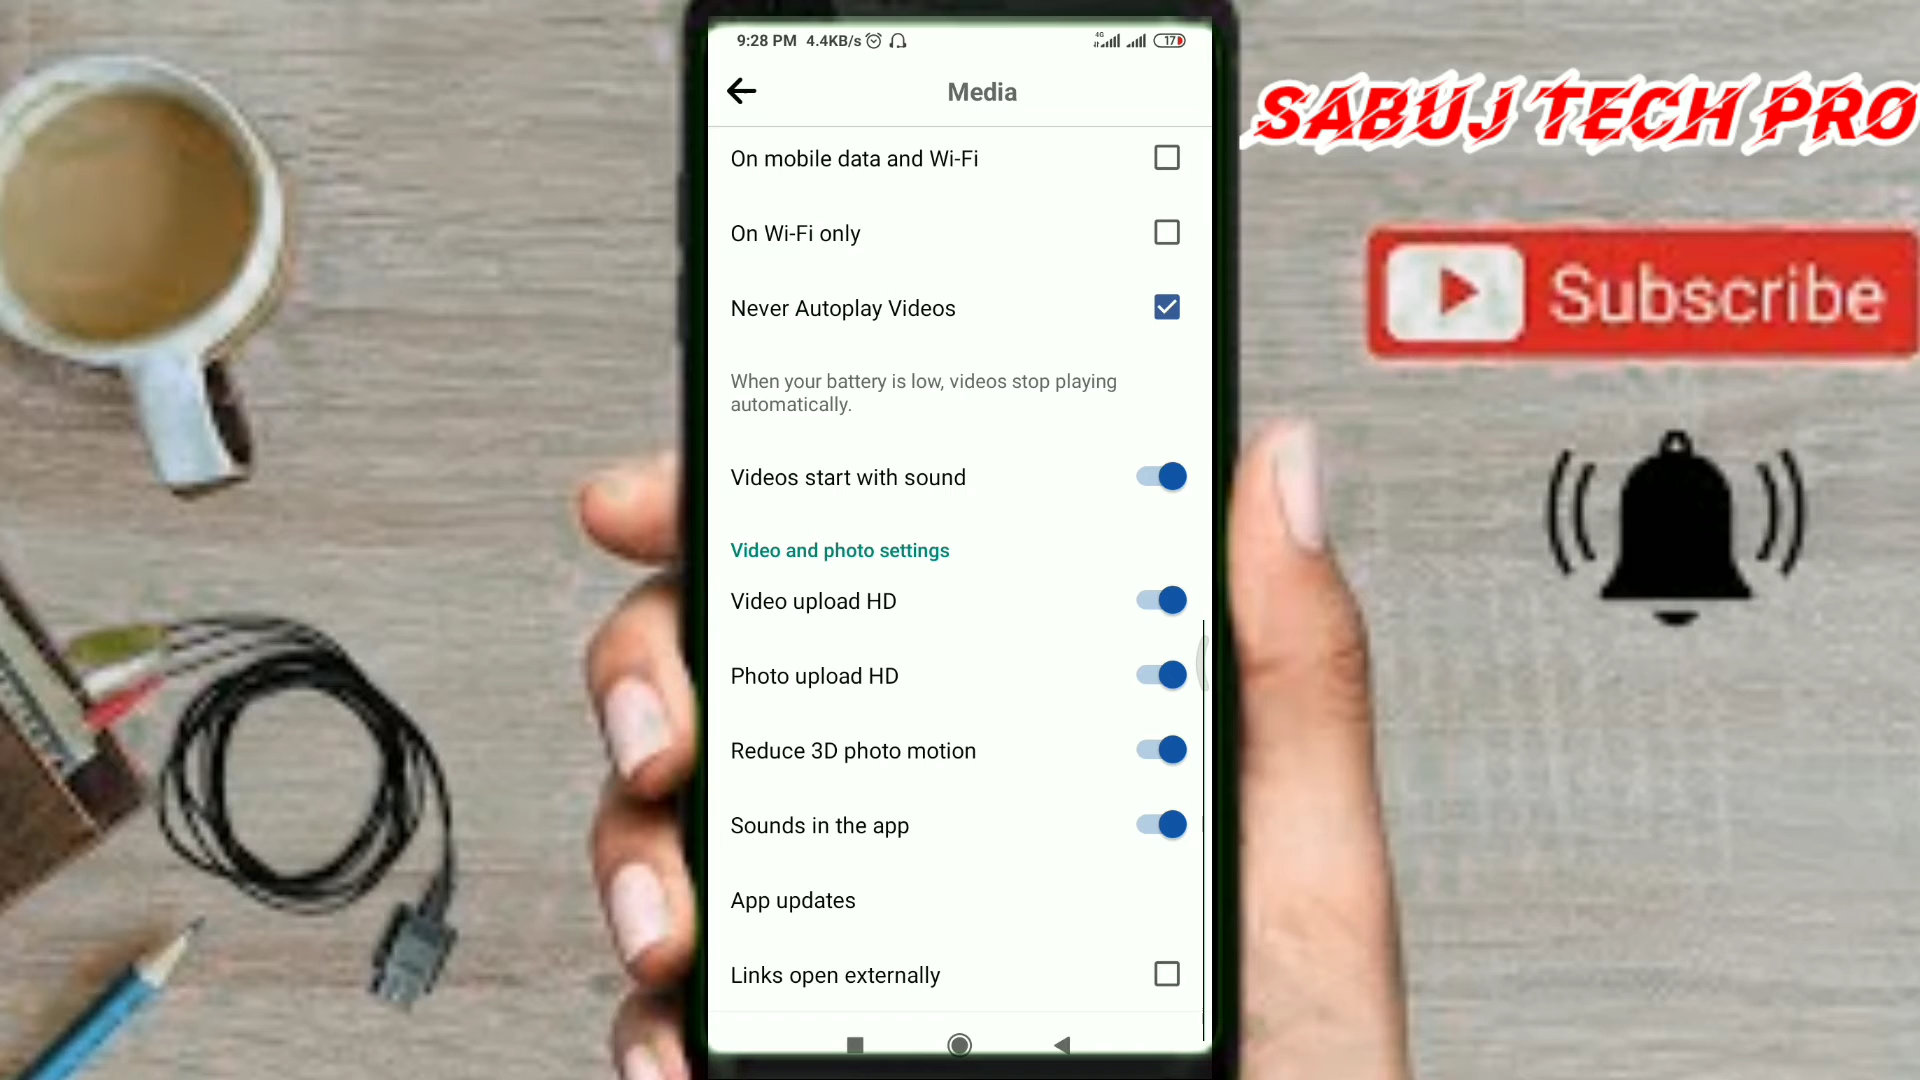 9:28 PM 4.4KB/s
4G
17
Media
On mobile data and Wi-Fi
On Wi-Fi only
Never Autoplay Videos
When your battery is low, videos stop playing
automatically.
Videos start with sound
Video and photo settings
Video upload HD
Photo upload HD
Reduce 3D photo motion
Sounds in the app
App updates
Links open externally
SABUJ TECH PRO
Subscribe